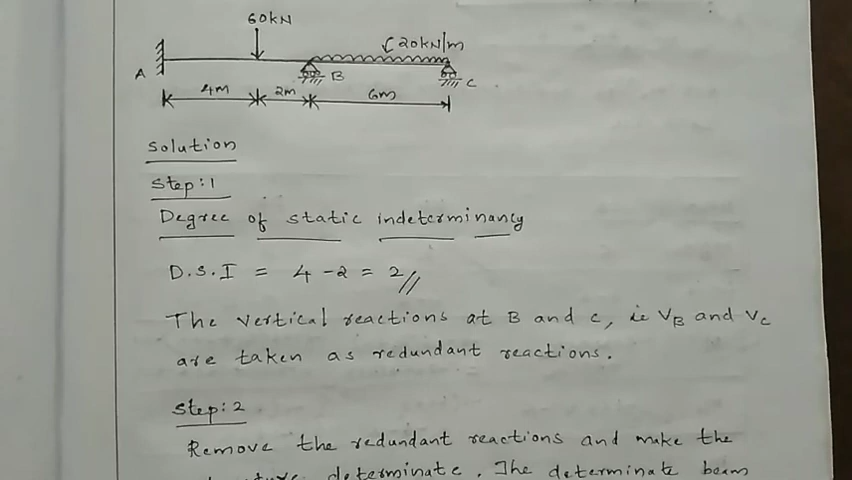 60kN
20kN/m
A
B
C
4m
2m
6m
Solution
Step:1
Degree of static indeterminancy
D.S.I = 4 - 2 = 2//
The vertical reactions at B and C, ie VB and VC
are taken as redundant reactions.
Step:2
Remove the redundant reactions and make the
determinate. The determinate beam